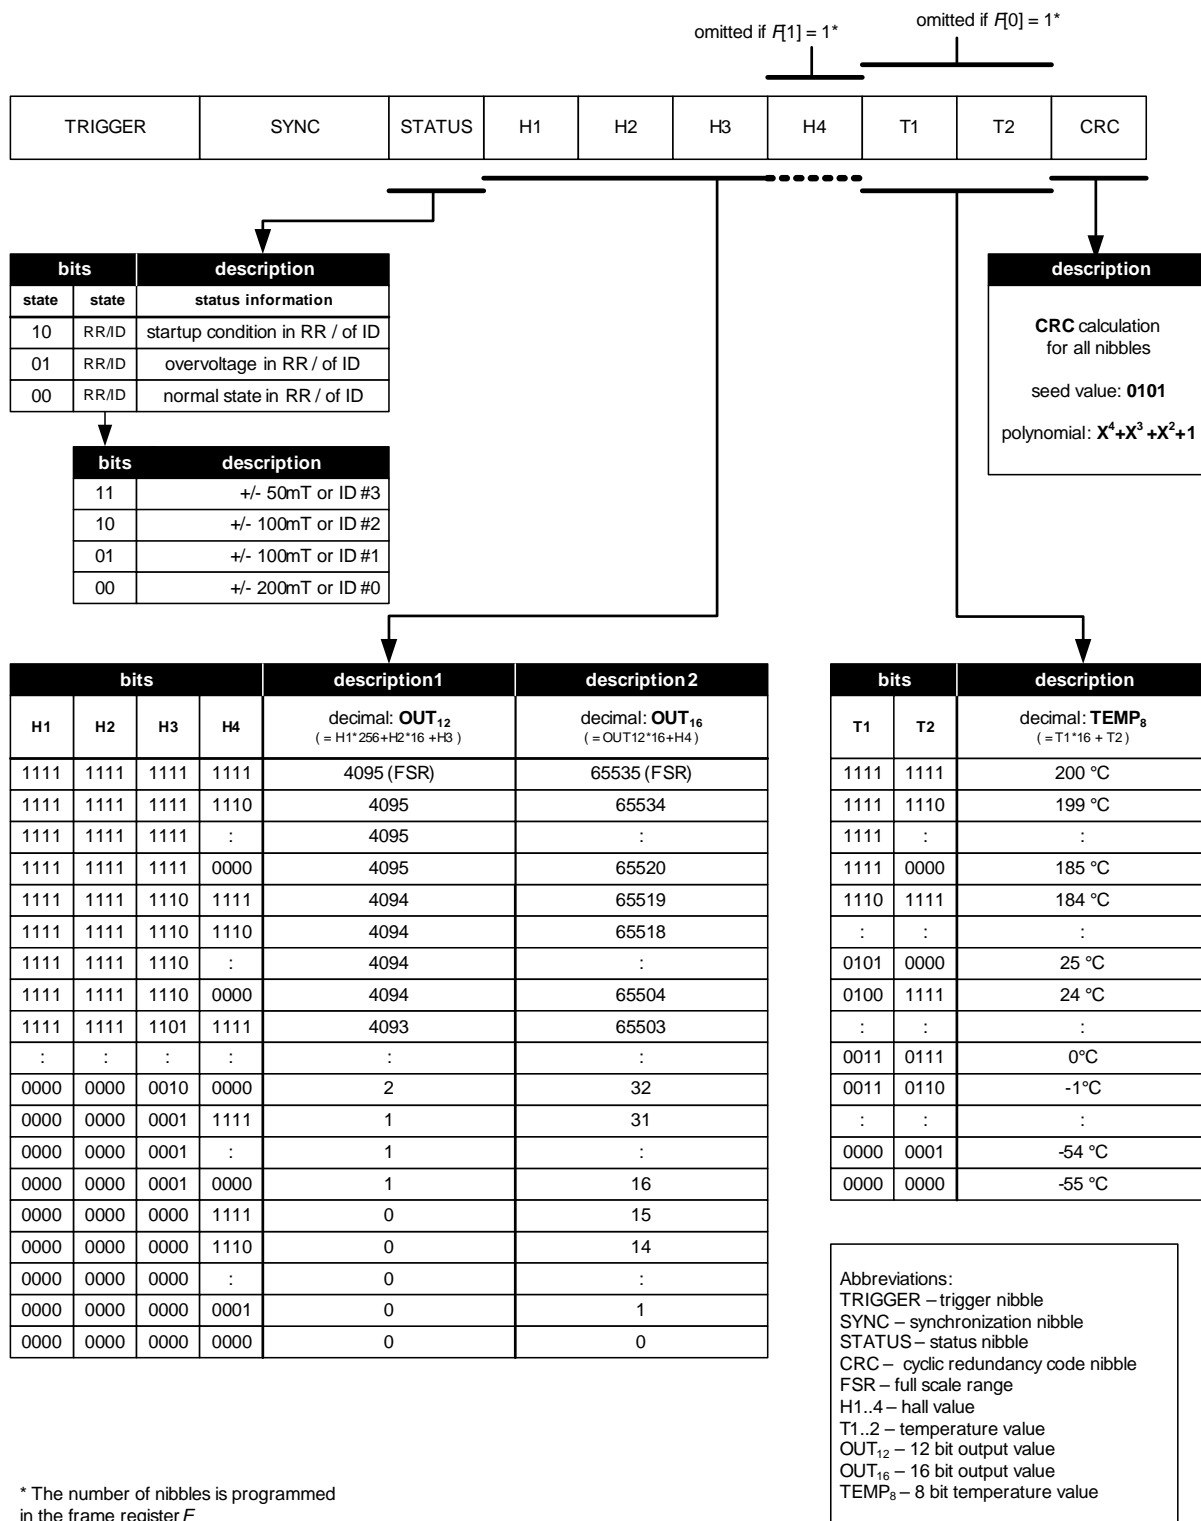 omitted if F[1] = 1*
omitted if F[0] = 1*
TRIGGER SYNC STATUS H1 H2 H3 H4 T1 T2 CRC
bits description
state state status information
10 RR/ID startup condition in RR / of ID
01 RR/ID overvoltage in RR / of ID
00 RR/ID normal state in RR / of ID
bits description
11 +/- 50mT or ID #3
10 +/- 100mT or ID #2
01 +/- 100mT or ID #1
00 +/- 200mT or ID #0
description
CRC calculation
for all nibbles
seed value: 0101
polynomial: X⁴+X³+X²+1
bits description1 description 2
H1 H2 H3 H4 decimal: OUT₁₂ decimal: OUT₁₆
( = H1*256+H2*16 +H3 ) ( = OUT12*16+H4 )
1111 1111 1111 1111 4095 (FSR) 65535 (FSR)
1111 1111 1111 1110 4095 65534
1111 1111 1111 : 4095 :
1111 1111 1111 0000 4095 65520
1111 1111 1110 1111 4094 65519
1111 1111 1110 1110 4094 65518
1111 1111 1110 : 4094 :
1111 1111 1110 0000 4094 65504
1111 1111 1101 1111 4093 65503
: : : : : :
0000 0000 0010 0000 2 32
0000 0000 0001 1111 1 31
0000 0000 0001 : 1 :
0000 0000 0001 0000 1 16
0000 0000 0000 1111 0 15
0000 0000 0000 1110 0 14
0000 0000 0000 : 0 :
0000 0000 0000 0001 0 1
0000 0000 0000 0000 0 0
bits description
T1 T2 decimal: TEMP₈
( = T1*16 + T2 )
1111 1111 200 °C
1111 1110 199 °C
1111 : :
1111 0000 185 °C
1110 1111 184 °C
: : :
0101 0000 25 °C
0100 1111 24 °C
: : :
0011 0111 0°C
0011 0110 -1°C
: : :
0000 0001 -54 °C
0000 0000 -55 °C
Abbreviations:
TRIGGER – trigger nibble
SYNC – synchronization nibble
STATUS – status nibble
CRC – cyclic redundancy code nibble
FSR – full scale range
H1..4 – hall value
T1..2 – temperature value
OUT₁₂ – 12 bit output value
OUT₁₆ – 16 bit output value
TEMP₈ – 8 bit temperature value
* The number of nibbles is programmed
in the frame register F